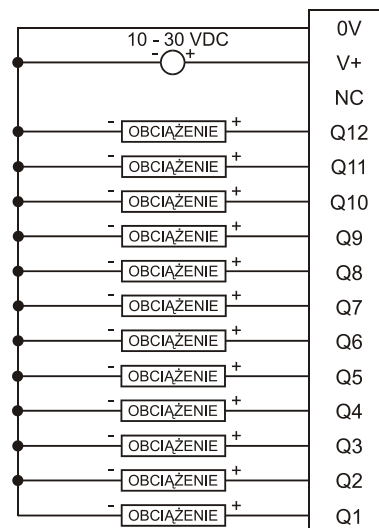 0V
10 - 30 VDC
- + V+
NC
- OBCIĄŻENIE + Q12
- OBCIĄŻENIE + Q11
- OBCIĄŻENIE + Q10
- OBCIĄŻENIE + Q9
- OBCIĄŻENIE + Q8
- OBCIĄŻENIE + Q7
- OBCIĄŻENIE + Q6
- OBCIĄŻENIE + Q5
- OBCIĄŻENIE + Q4
- OBCIĄŻENIE + Q3
- OBCIĄŻENIE + Q2
- OBCIĄŻENIE + Q1